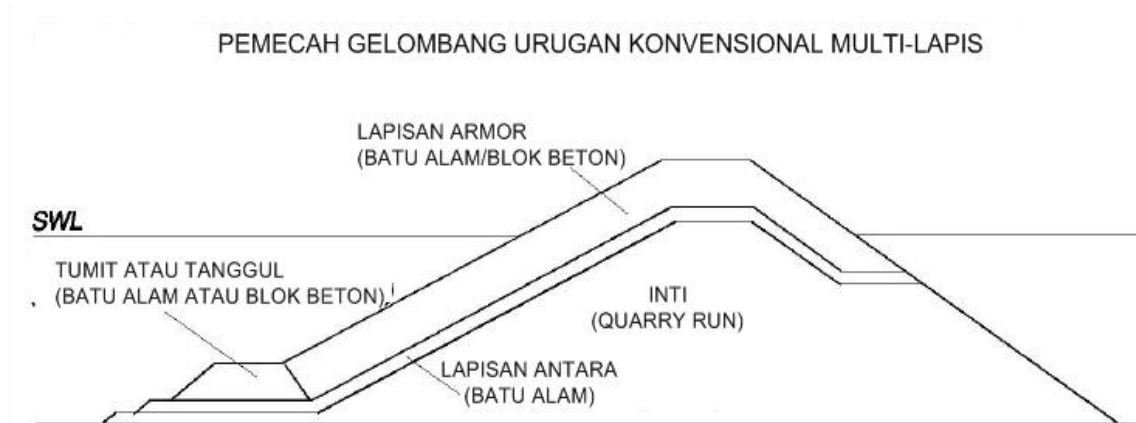 PEMECAH GELOMBANG URUGAN KONVENSIONAL MULTI-LAPIS
LAPISAN ARMOR
(BATU ALAM/BLOK BETON)
SWL
TUMIT ATAU TANGGUL
(BATU ALAM ATAU BLOK BETON)
INTI
(QUARRY RUN)
LAPISAN ANTARA
(BATU ALAM)